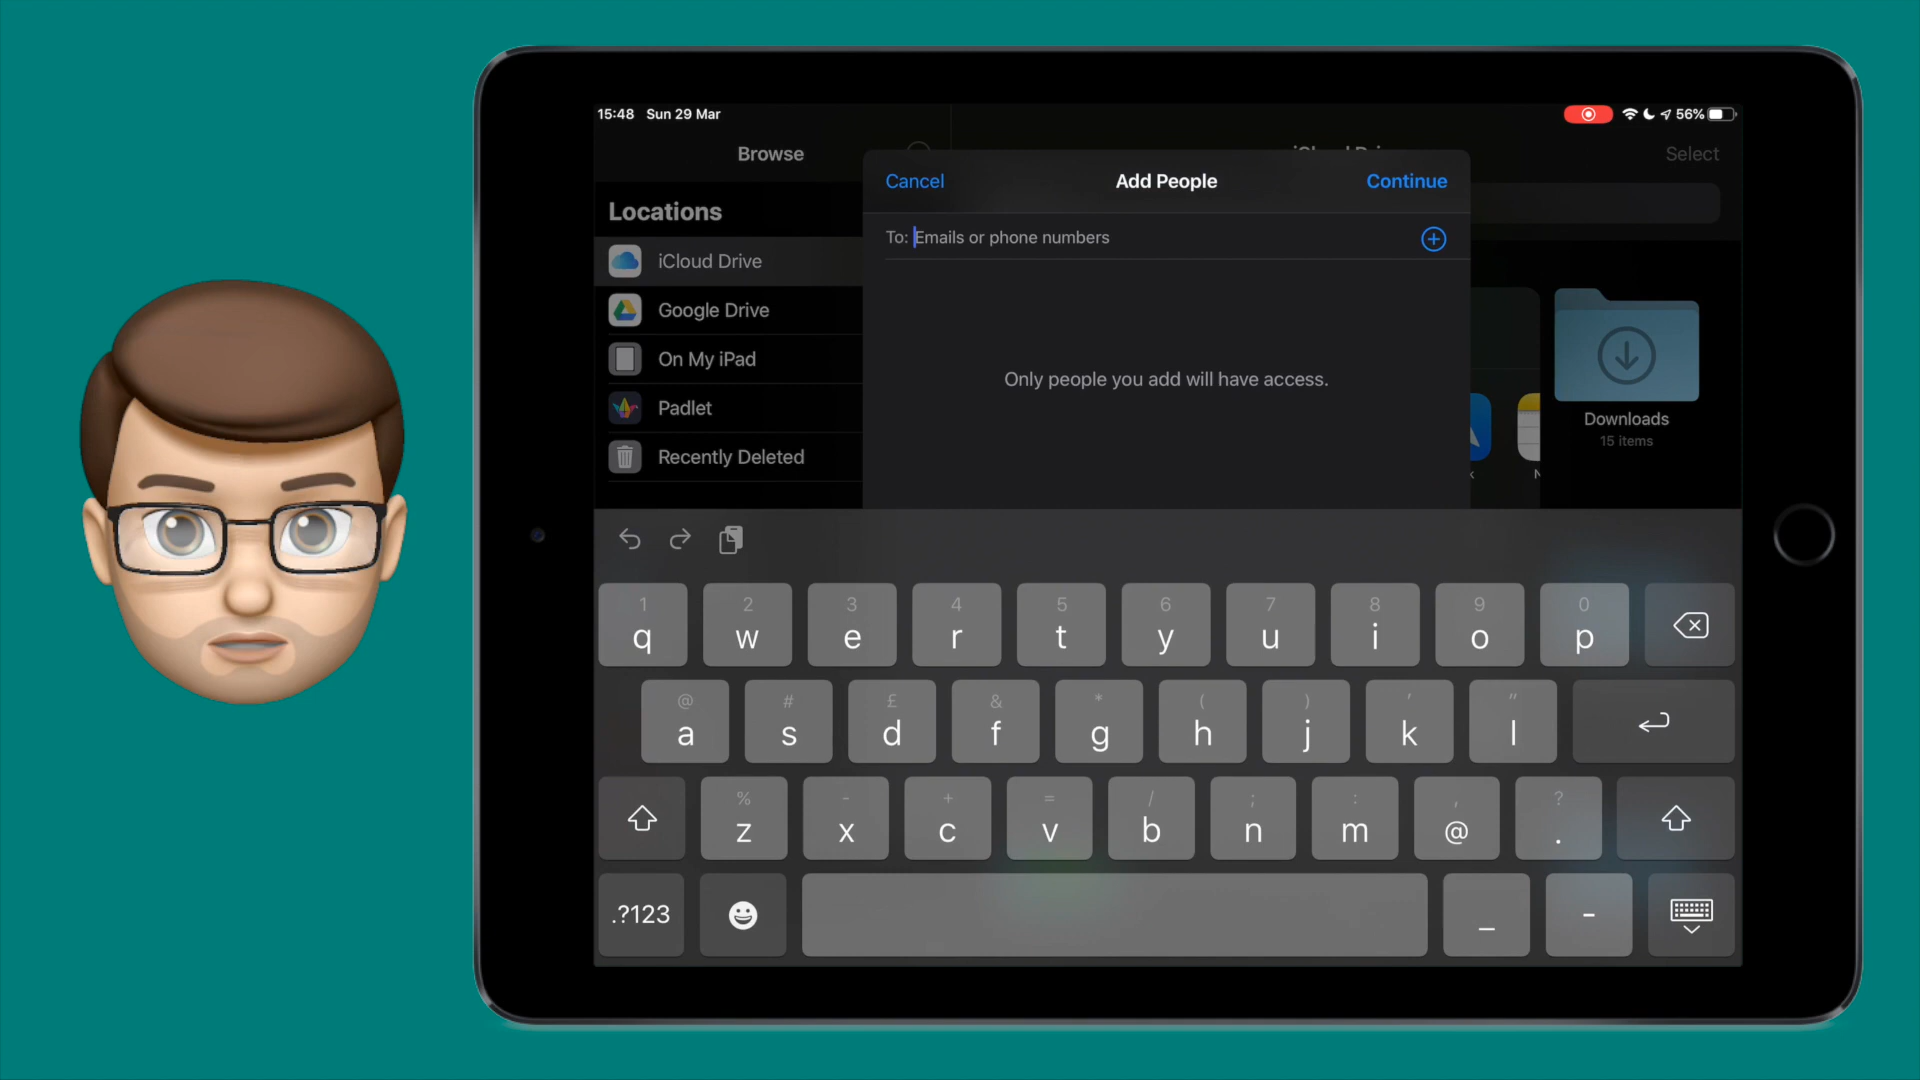 15:48 Sun 29 Mar
56%
Browse
Select
Cancel
Add People
Continue
Locations
To: Emails or phone numbers
iCloud Drive
Google Drive
On My iPad
Only people you add will have access.
Padlet
Recently Deleted
Downloads
15 items
1 2 3 4 5 6 7 8 9 0
q w e r t y u i o p
@ # £ & * ( ) ' "
a s d f g h j k l
% - + = / ; : , ?
z x c v b n m @ .
.?123 _ -